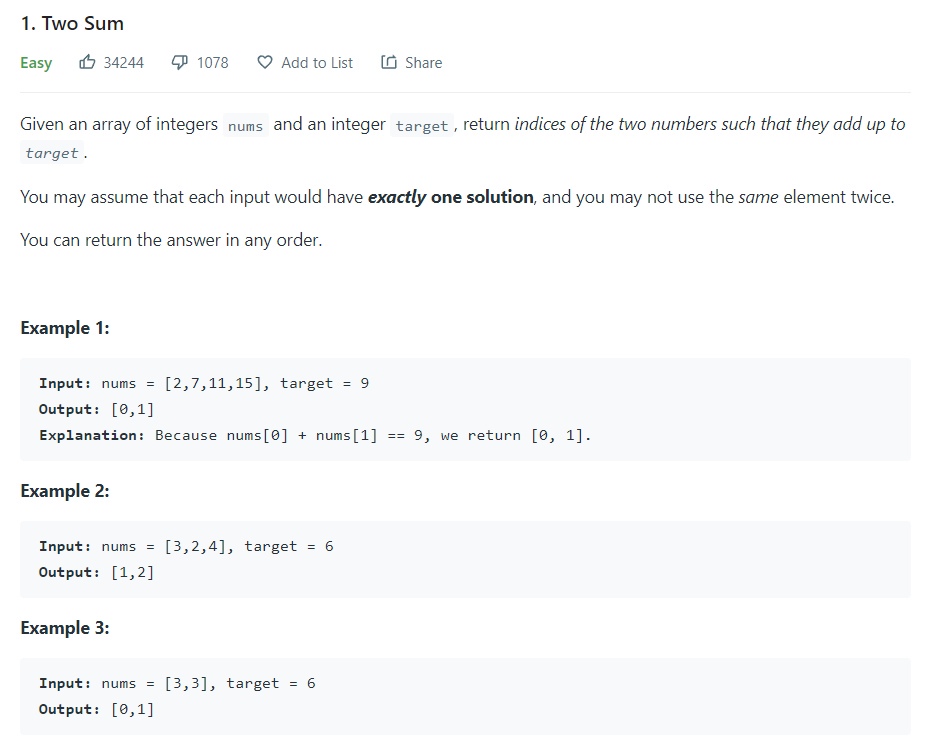 1. Two Sum
Easy 34244 1078 Add to List Share
Given an array of integers nums and an integer target, return indices of the two numbers such that they add up to
target.
You may assume that each input would have exactly one solution, and you may not use the same element twice.
You can return the answer in any order.
Example 1:
Input: nums = [2,7,11,15], target = 9
Output: [0,1]
Explanation: Because nums[0] + nums[1] == 9, we return [0, 1].
Example 2:
Input: nums = [3,2,4], target = 6
Output: [1,2]
Example 3:
Input: nums = [3,3], target = 6
Output: [0,1]